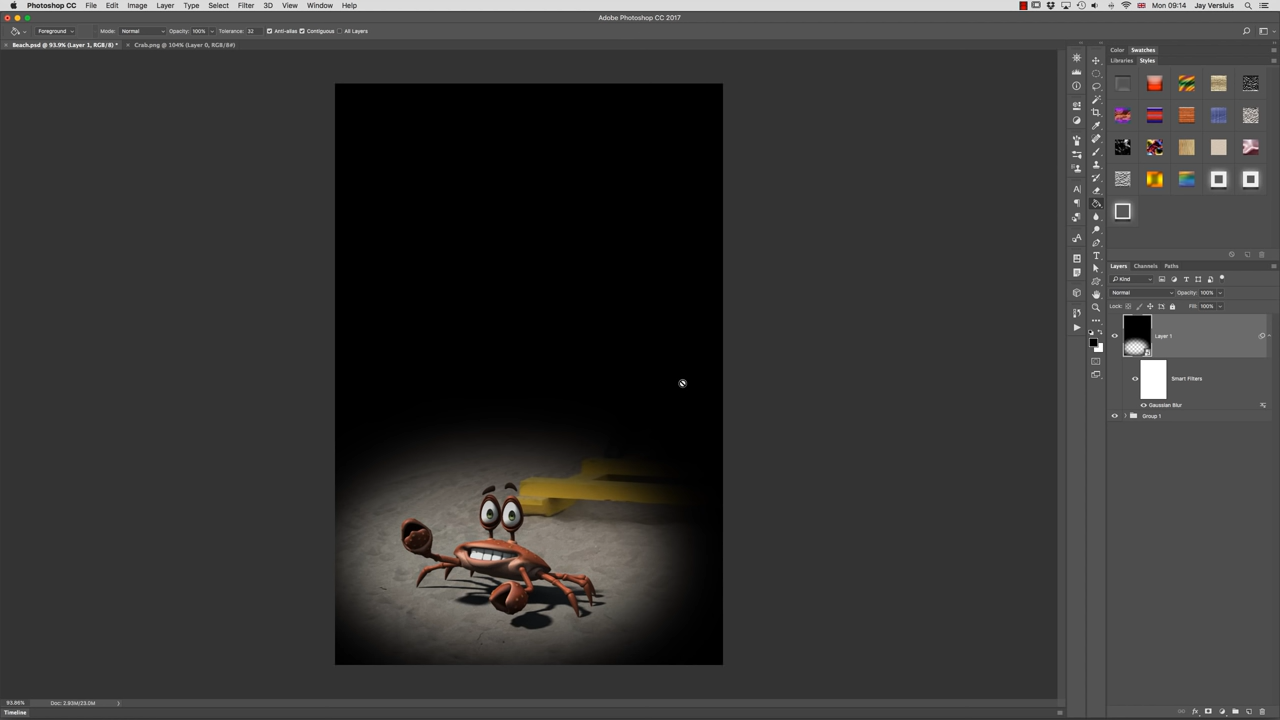 Photoshop CC File Edit Image Layer Type Select Filter 3D View Window Help Mon 09:14 Jay Versluis
Adobe Photoshop CC 2017
Foreground Mode: Normal Opacity: 100% Tolerance: 32 Anti-alias Contiguous All Layers
Beach.psd @ 93.9% (Layer 1, RGB/8) * Crab.png @ 104% (Layer 0, RGB/8#)
Color Swatches
Libraries Styles
Layers Channels Paths
Kind
Normal Opacity: 100%
Lock: Fill: 100%
Layer 1
Smart Filters
Gaussian Blur
Group 1
93.86% Doc: 2.93M/23.0M
Timeline